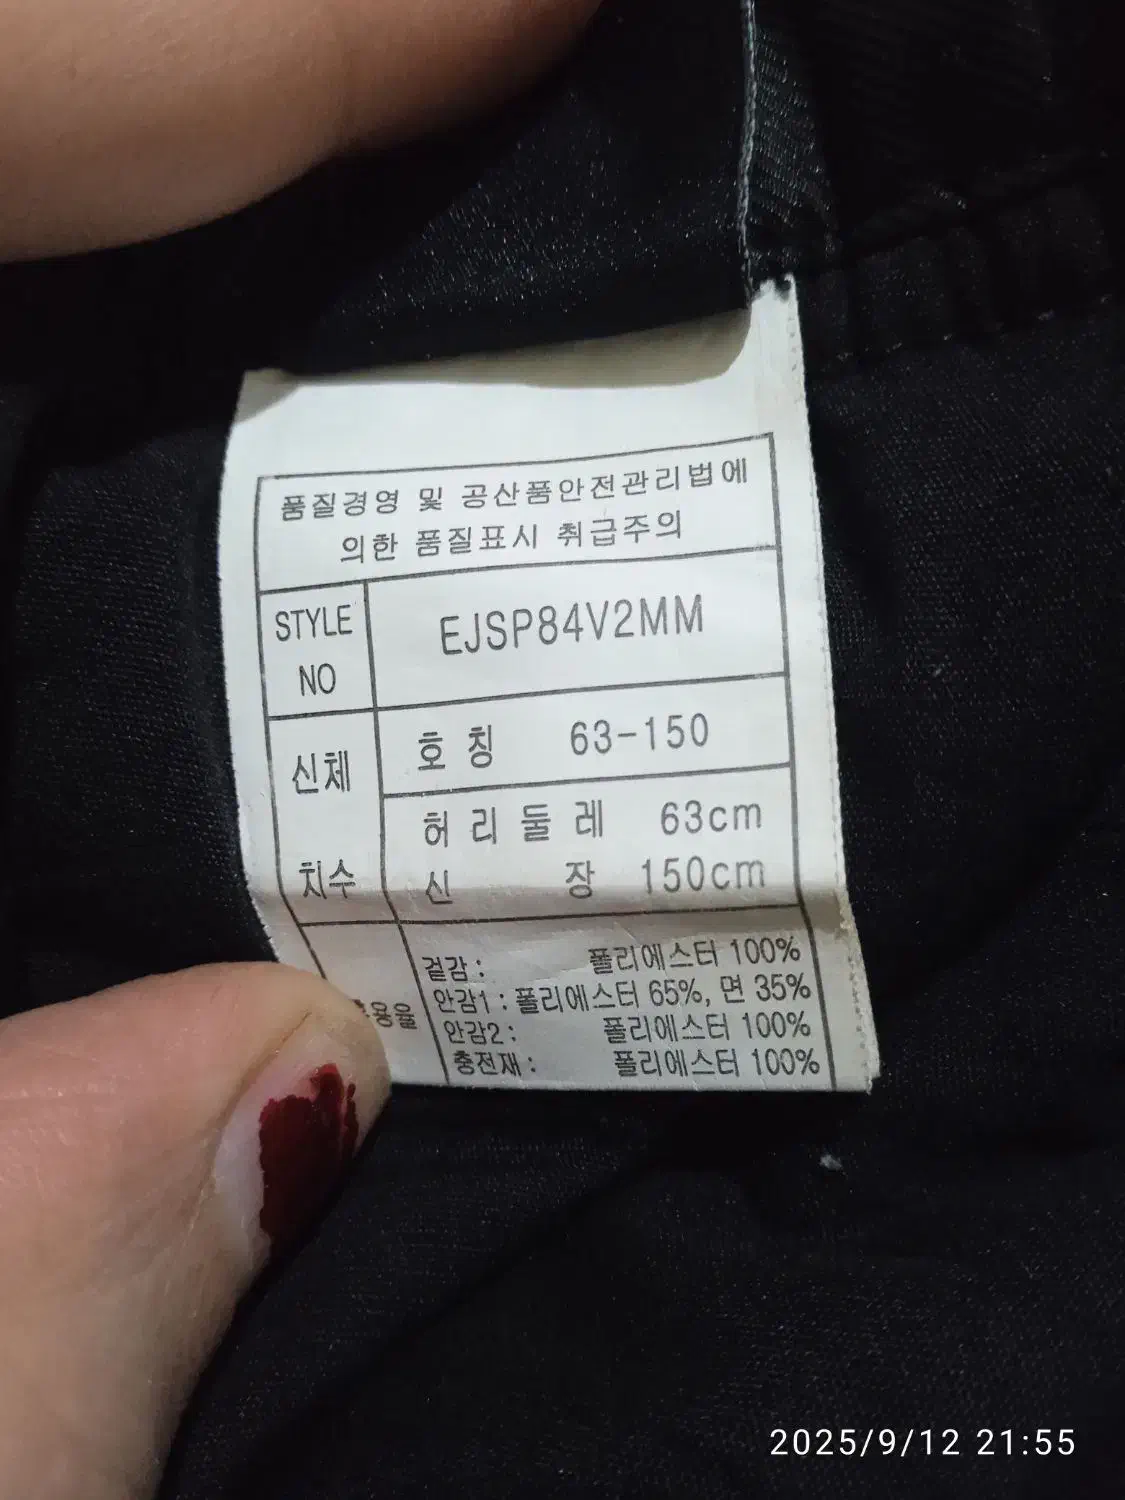 품질경영 및 공산품안전관리법에
의한 품질표시 취급주의
STYLE NO
EJSP84V2MM
신체 치수
호 칭 63-150
허 리 둘 레 63cm
신 장 150cm
용율
겉감 : 폴리에스터 100%
안감1 : 폴리에스터 65%, 면 35%
안감2 : 폴리에스터 100%
충전재 : 폴리에스터 100%
2025/9/12 21:55